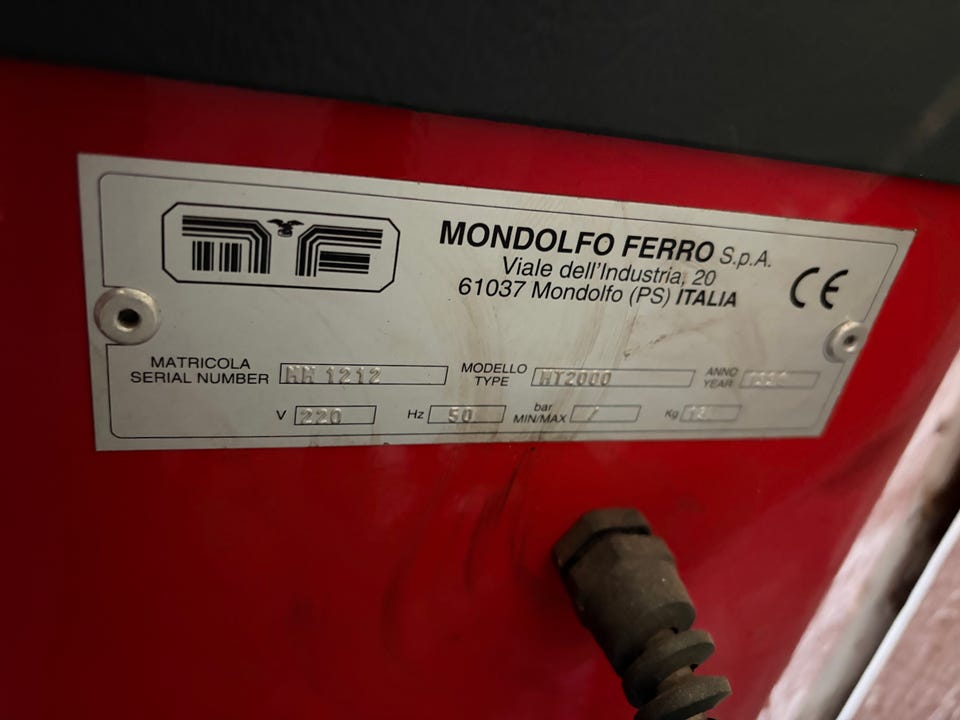 MONDOLFO FERRO S.p.A.
Viale dell'Industria, 20
61037 Mondolfo (PS) ITALIA
CE
MATRICOLA
SERIAL NUMBER 1212
MODELLO
TYPE MT2000
ANNO
YEAR
V 220
Hz 50
bar
MIN/MAX /
Kg